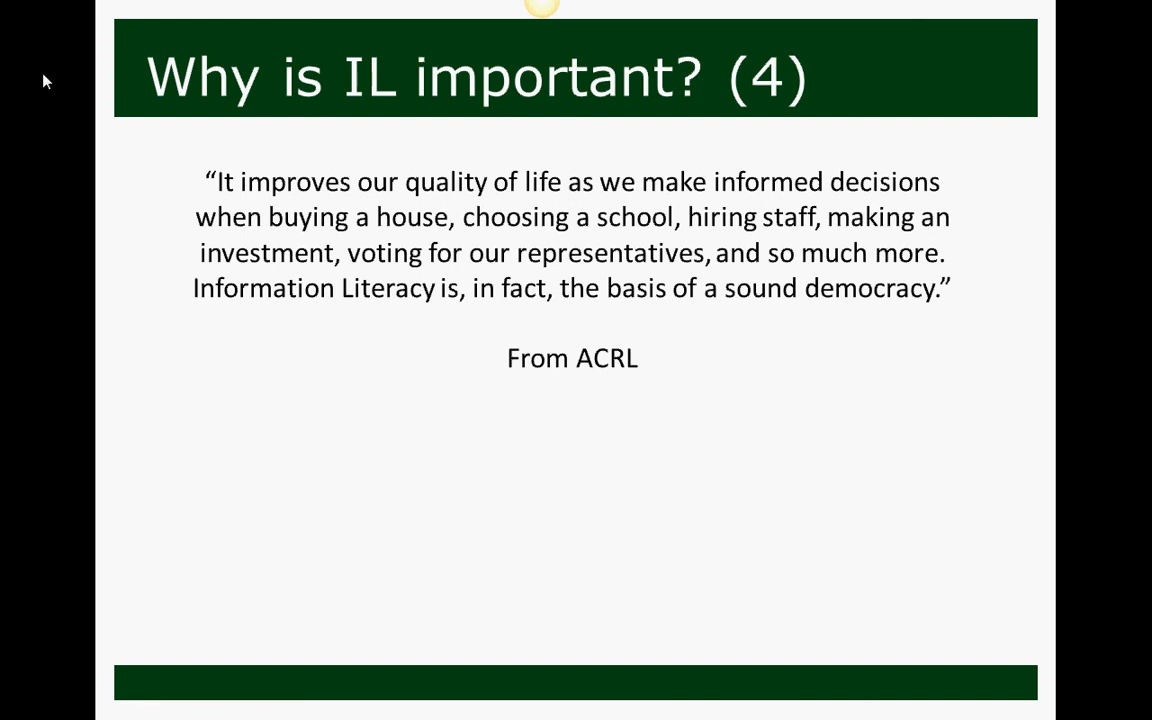 Why is IL important? (4)
“It improves our quality of life as we make informed decisions
when buying a house, choosing a school, hiring staff, making an
investment, voting for our representatives, and so much more.
Information Literacy is, in fact, the basis of a sound democracy.”
From ACRL